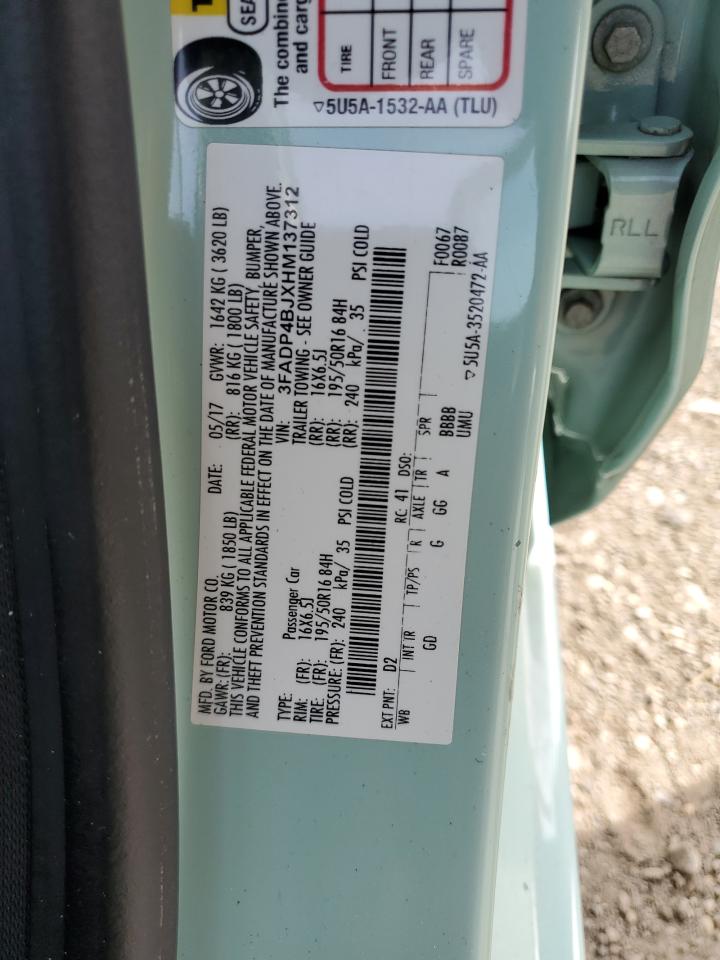 SEA
The combine
and carg
TIRE
FRONT
REAR
SPARE
5U5A-1532-AA (TLU)
MFD. BY FORD MOTOR CO.
DATE: 05/17 GVWR: 1642 KG ( 3620 LB)
GAWR: (FR): 839 KG ( 1850 LB) (RR): 816 KG ( 1800 LB)
THIS VEHICLE CONFORMS TO ALL APPLICABLE FEDERAL MOTOR VEHICLE SAFETY, BUMPER,
AND THEFT PREVENTION STANDARDS IN EFFECT ON THE DATE OF MANUFACTURE SHOWN ABOVE.
VIN: 3FADP4BJXHM137312
TYPE: Passenger Car TRAILER TOWING - SEE OWNER GUIDE
RIM: (FR): 16X6.5J (RR): 16X6.5J
TIRE: (FR): 195/50R16 84H (RR): 195/50R16 84H
PRESSURE: (FR): 240 kPa/ 35 PSI COLD (RR): 240 kPa/ 35 PSI COLD
EXT PNT: D2 RC: 41 DSO: F0067
WB INT TR TP/PS R AXLE TR SPR R0087
GD G GG A BBBB
UMU
5U5A-3520472-AA
RLL